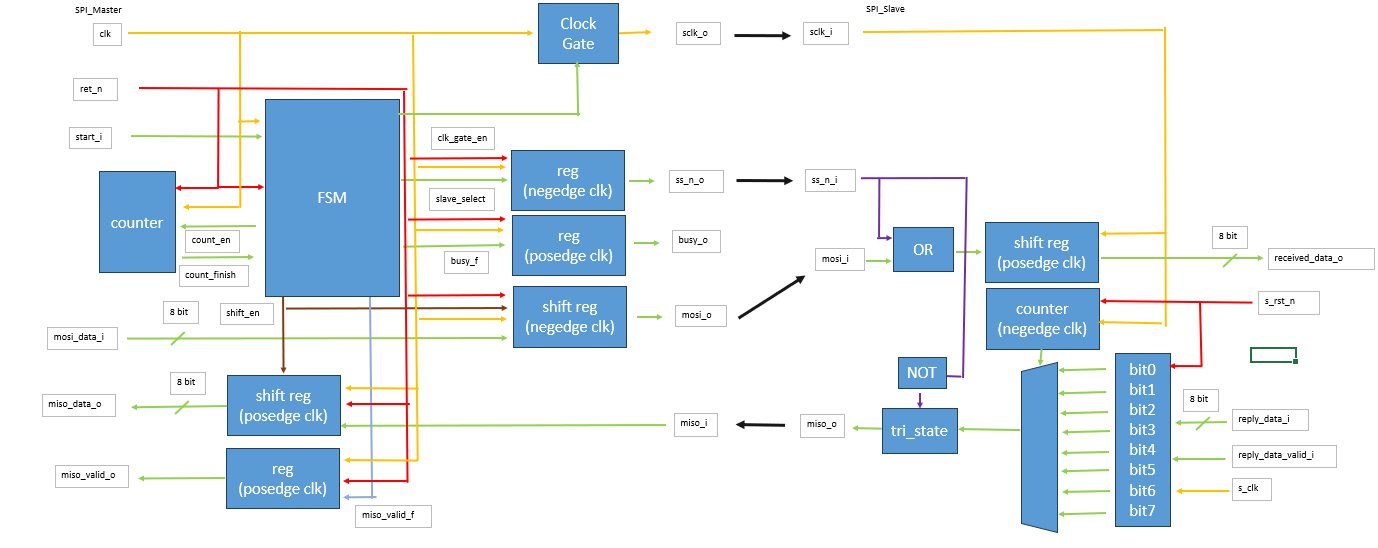 SPI_Master
SPI_Slave
clk
Clock
Gate
sclk_o
sclk_i
ret_n
start_i
clk_gate_en
FSM
reg
(negedge clk)
ss_n_o
ss_n_i
slave_select
counter
count_en
count_finish
reg
(posedge clk)
busy_o
busy_f
mosi_i
OR
shift reg
(posedge clk)
8 bit
received_data_o
counter
(negedge clk)
s_rst_n
8 bit
shift_en
shift reg
(negedge clk)
mosi_o
mosi_data_i
8 bit
shift reg
(posedge clk)
miso_data_o
miso_i
miso_o
NOT
tri_state
bit0
bit1
bit2
bit3
bit4
bit5
bit6
bit7
8 bit
reply_data_i
reply_data_valid_i
s_clk
miso_valid_o
reg
(posedge clk)
miso_valid_f